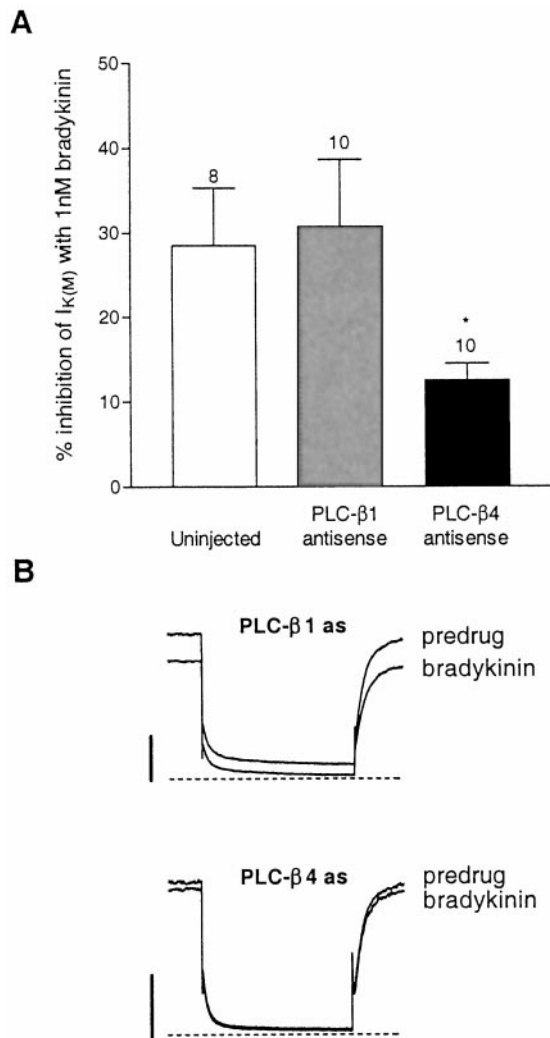 A
% inhibition of I_K(M) with 1nM bradykinin
50
40
30
20
10
0
8
10
*
10
Uninjected
PLC-β1 antisense
PLC-β4 antisense
B
PLC-β1 as
predrug
bradykinin
PLC-β4 as
predrug
bradykinin